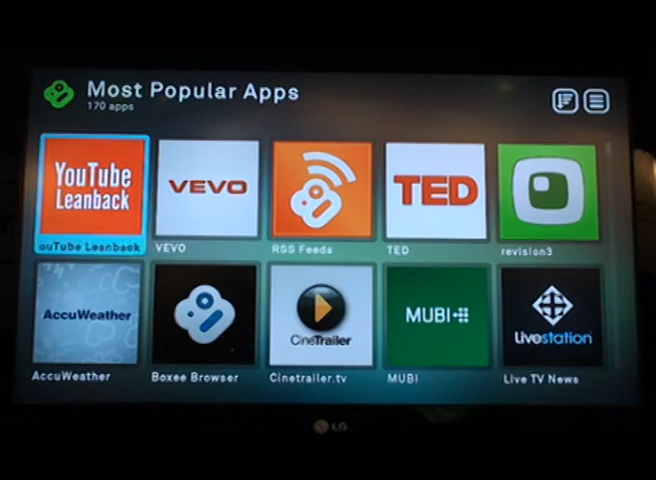 Most Popular Apps
170 apps
YouTube
Leanback
VEVO
TED
ouTube Leanback
VEVO
RSS Feeds
TED
revision3
AccuWeather
CineTrailer
MUBI
Livestation
AccuWeather
Boxee Browser
Cinetrailer.tv
MUBI
Live TV News
LG